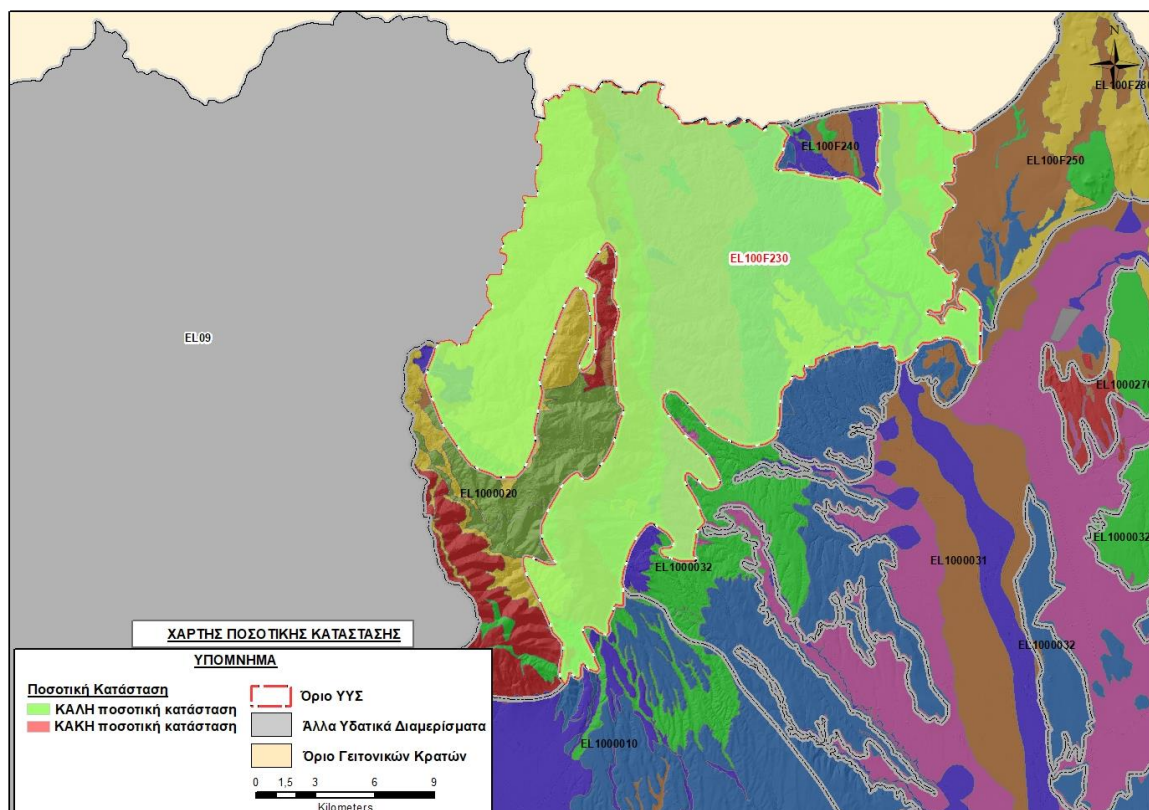 N
EL100F280
EL100F240
EL100F250
EL100F230
EL09
EL1000270
EL1000020
EL1000032
EL1000031
EL1000032
EL1000032
EL1000010
ΧΑΡΤΗΣ ΠΟΣΟΤΙΚΗΣ ΚΑΤΑΣΤΑΣΗΣ
ΥΠΟΜΝΗΜΑ
Ποσοτική Κατάσταση
ΚΑΛΗ ποσοτική κατάσταση
ΚΑΚΗ ποσοτική κατάσταση
Όριο ΥΥΣ
Άλλα Υδατικά Διαμερίσματα
Όριο Γειτονικών Κρατών
0 1,5 3 6 9
Kilometers